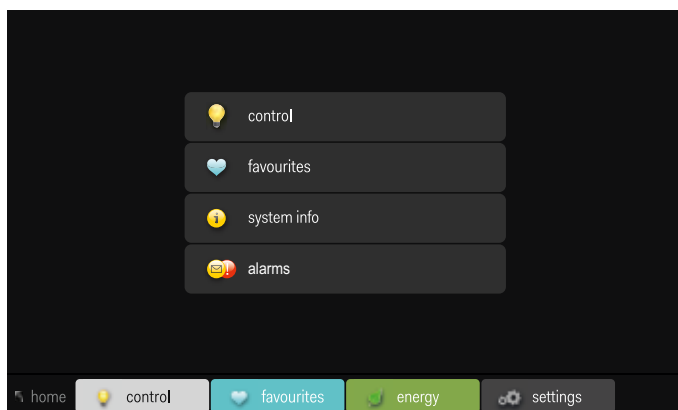 control
favourites
system info
alarms
home control favourites energy settings